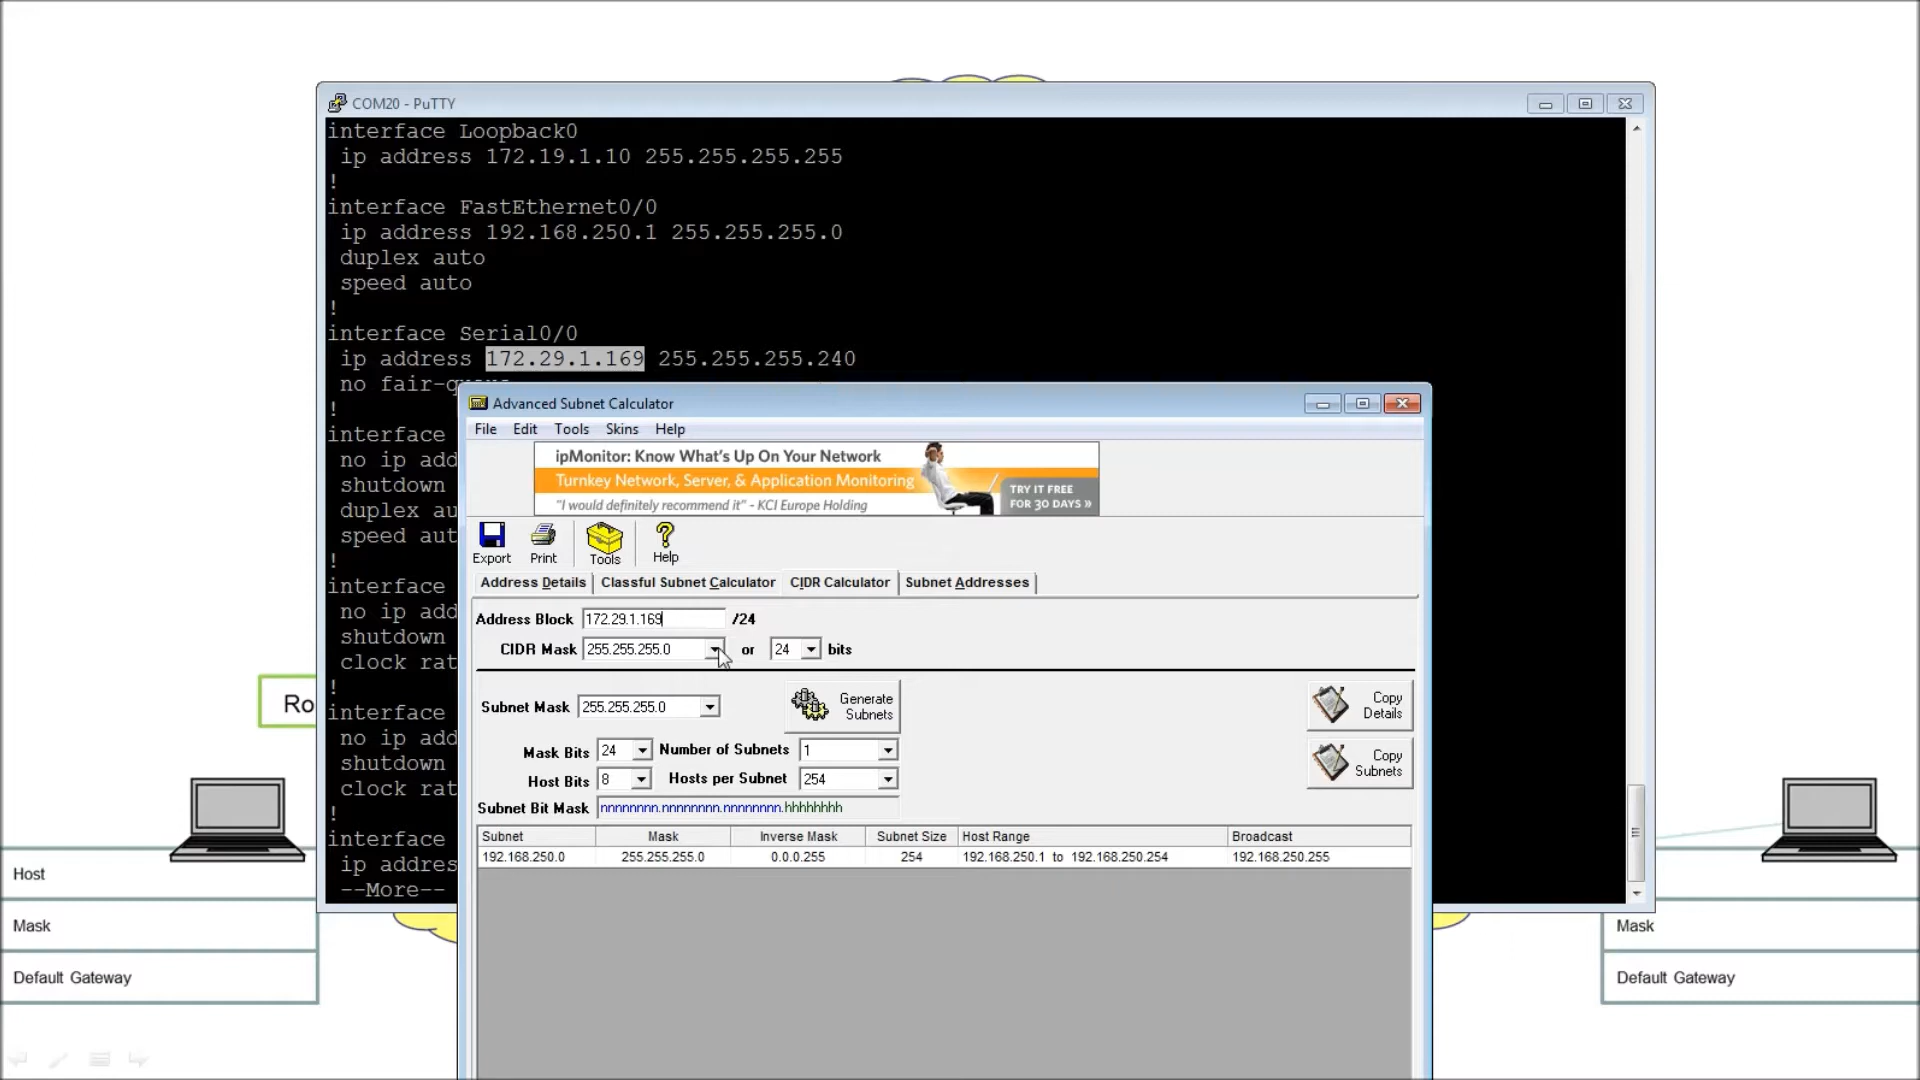 COM20 - PuTTY
interface Loopback0
ip address 172.19.1.10 255.255.255.255
!
interface FastEthernet0/0
ip address 192.168.250.1 255.255.255.0
duplex auto
speed auto
!
interface Serial0/0
ip address 172.29.1.169 255.255.255.240
no fair-queue
!
interface
no ip add
shutdown
duplex au
speed aut
!
interface
no ip add
shutdown
clock rat
!
interface
no ip add
shutdown
clock rat
!
interface
ip addres
--More--
Advanced Subnet Calculator
File Edit Tools Skins Help
ipMonitor: Know What's Up On Your Network
Turnkey Network, Server, & Application Monitoring
"I would definitely recommend it" - KCI Europe Holding
TRY IT FREE
FOR 30 DAYS »
Export Print Tools Help
Address Details Classful Subnet Calculator CIDR Calculator Subnet Addresses
Address Block 172.29.1.169 /24
CIDR Mask 255.255.255.0 or 24 bits
Subnet Mask 255.255.255.0
Generate
Subnets
Copy
Details
Mask Bits 24 Number of Subnets 1
Host Bits 8 Hosts per Subnet 254
Copy
Subnets
Subnet Bit Mask nnnnnnnn.nnnnnnnn.nnnnnnnn.hhhhhhhh
Subnet Mask Inverse Mask Subnet Size Host Range Broadcast
192.168.250.0 255.255.255.0 0.0.0.255 254 192.168.250.1 to 192.168.250.254 192.168.250.255
Ro
Host
Mask
Default Gateway
Mask
Default Gateway